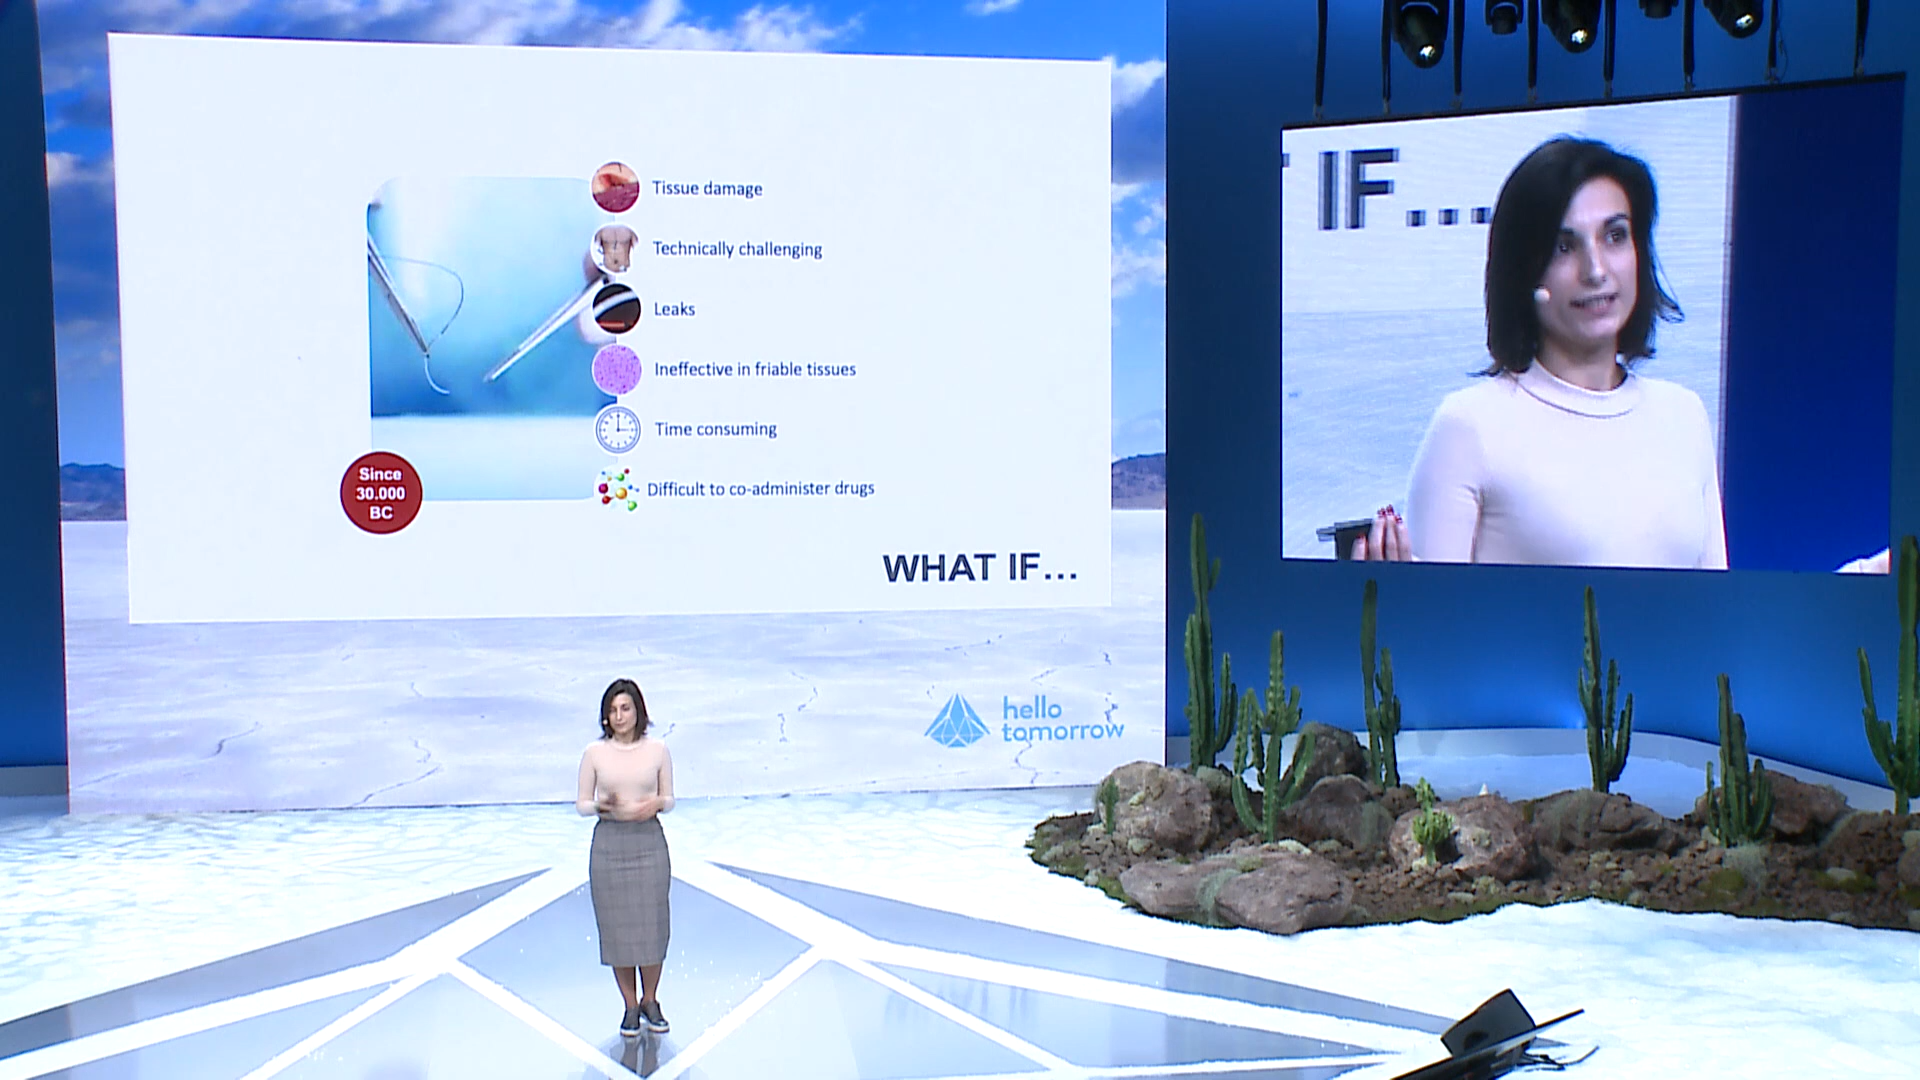 Tissue damage
Technically challenging
Leaks
Ineffective in friable tissues
Time consuming
Difficult to co-administer drugs
Since
30.000
BC
WHAT IF...
hello
tomorrow
IF...